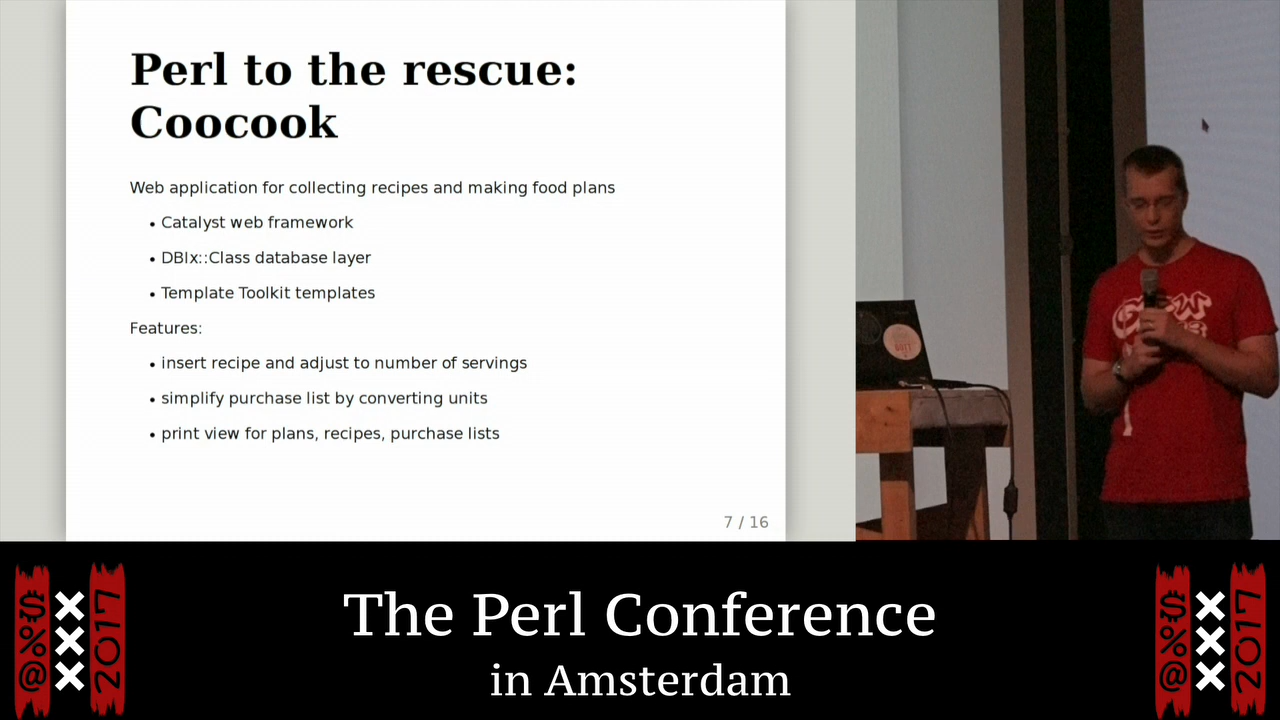 Perl to the rescue:
Coocook
Web application for collecting recipes and making food plans
• Catalyst web framework
• DBIx::Class database layer
• Template Toolkit templates
Features:
• insert recipe and adjust to number of servings
• simplify purchase list by converting units
• print view for plans, recipes, purchase lists
7 / 16
The Perl Conference
in Amsterdam
@%$
XXX
2017
@%$
XXX
2017